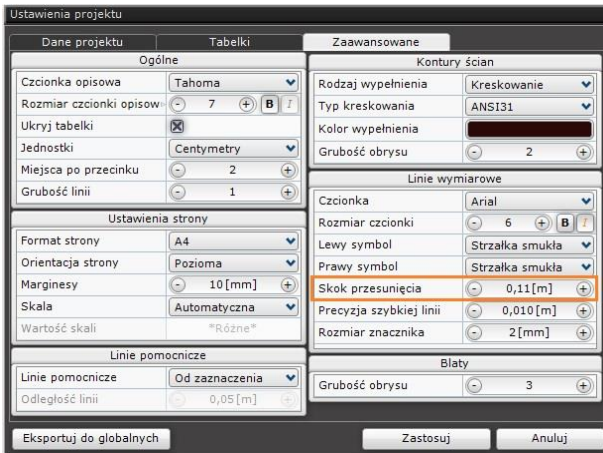 Ustawienia projektu
Dane projektu
Tabelki
Zaawansowane
Ogólne
Czcionka opisowa
Tahoma
Rozmiar czcionki opisow
- 7 + B I
Ukryj tabelki
Jednostki
Centymetry
Miejsca po przecinku
- 2 +
Grubość linii
- 1 +
Ustawienia strony
Format strony
A4
Orientacja strony
Pozioma
Marginesy
- 10[mm] +
Skala
Automatyczna
Wartość skali
*Różne*
Linie pomocnicze
Linie pomocnicze
Od zaznaczenia
Odległość linii
- 0,05[m] +
Kontury ścian
Rodzaj wypełnienia
Kreskowanie
Typ kreskowania
ANSI31
Kolor wypełnienia
Grubość obrysu
- 2 +
Linie wymiarowe
Czcionka
Arial
Rozmiar czcionki
- 6 + B I
Lewy symbol
Strzałka smukła
Prawy symbol
Strzałka smukła
Skok przesunięcia
- 0,11[m] +
Precyzja szybkiej linii
- 0,010[m] +
Rozmiar znacznika
- 2[mm] +
Blaty
Grubość obrysu
- 3 +
Eksportuj do globalnych
Zastosuj
Anuluj